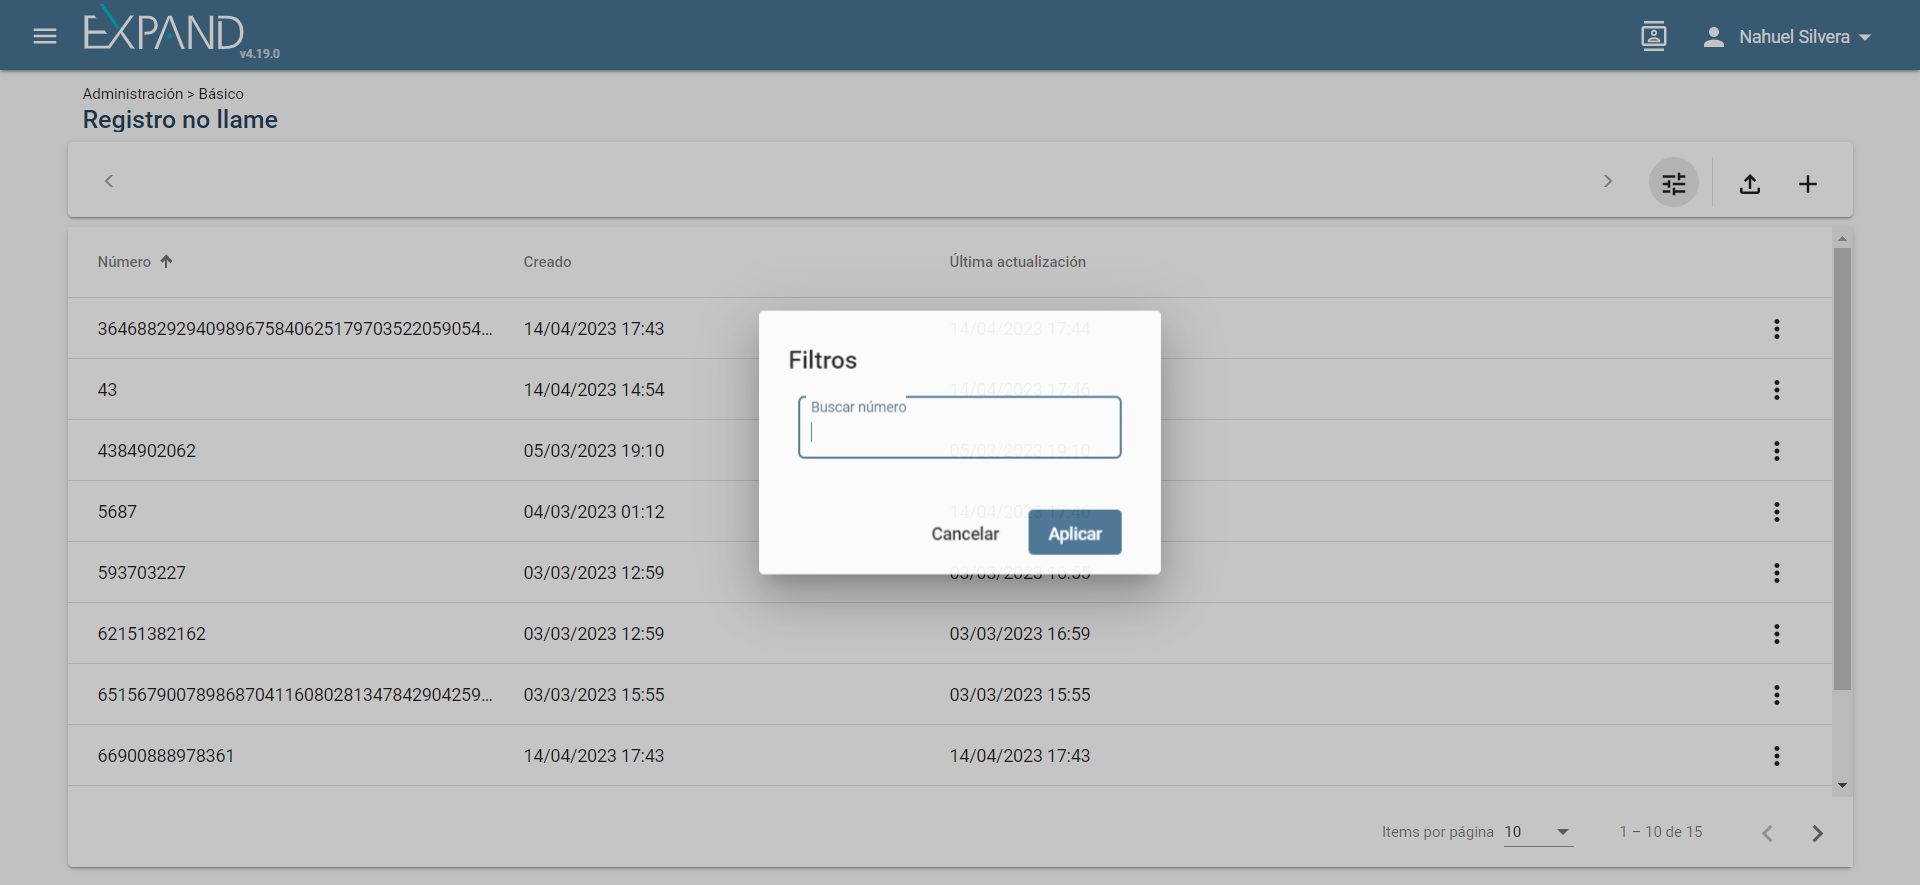 EXPAND
v4.19.0
Nahuel Silvera
Administración > Básico
Registro no llame
Número Creado Última actualización
364688292940989675840625179703522059054... 14/04/2023 17:43 14/04/2023 17:44
43 14/04/2023 14:54 14/04/2023 17:46
4384902062 05/03/2023 19:10 05/03/2023 19:10
5687 04/03/2023 01:12 14/04/2023 17:46
593703227 03/03/2023 12:59 03/03/2023 16:55
62151382162 03/03/2023 12:59 03/03/2023 16:59
651567900789868704116080281347842904259... 03/03/2023 15:55 03/03/2023 15:55
66900888978361 14/04/2023 17:43 14/04/2023 17:43
Filtros
Buscar número
Cancelar Aplicar
Items por página 10 1 – 10 de 15